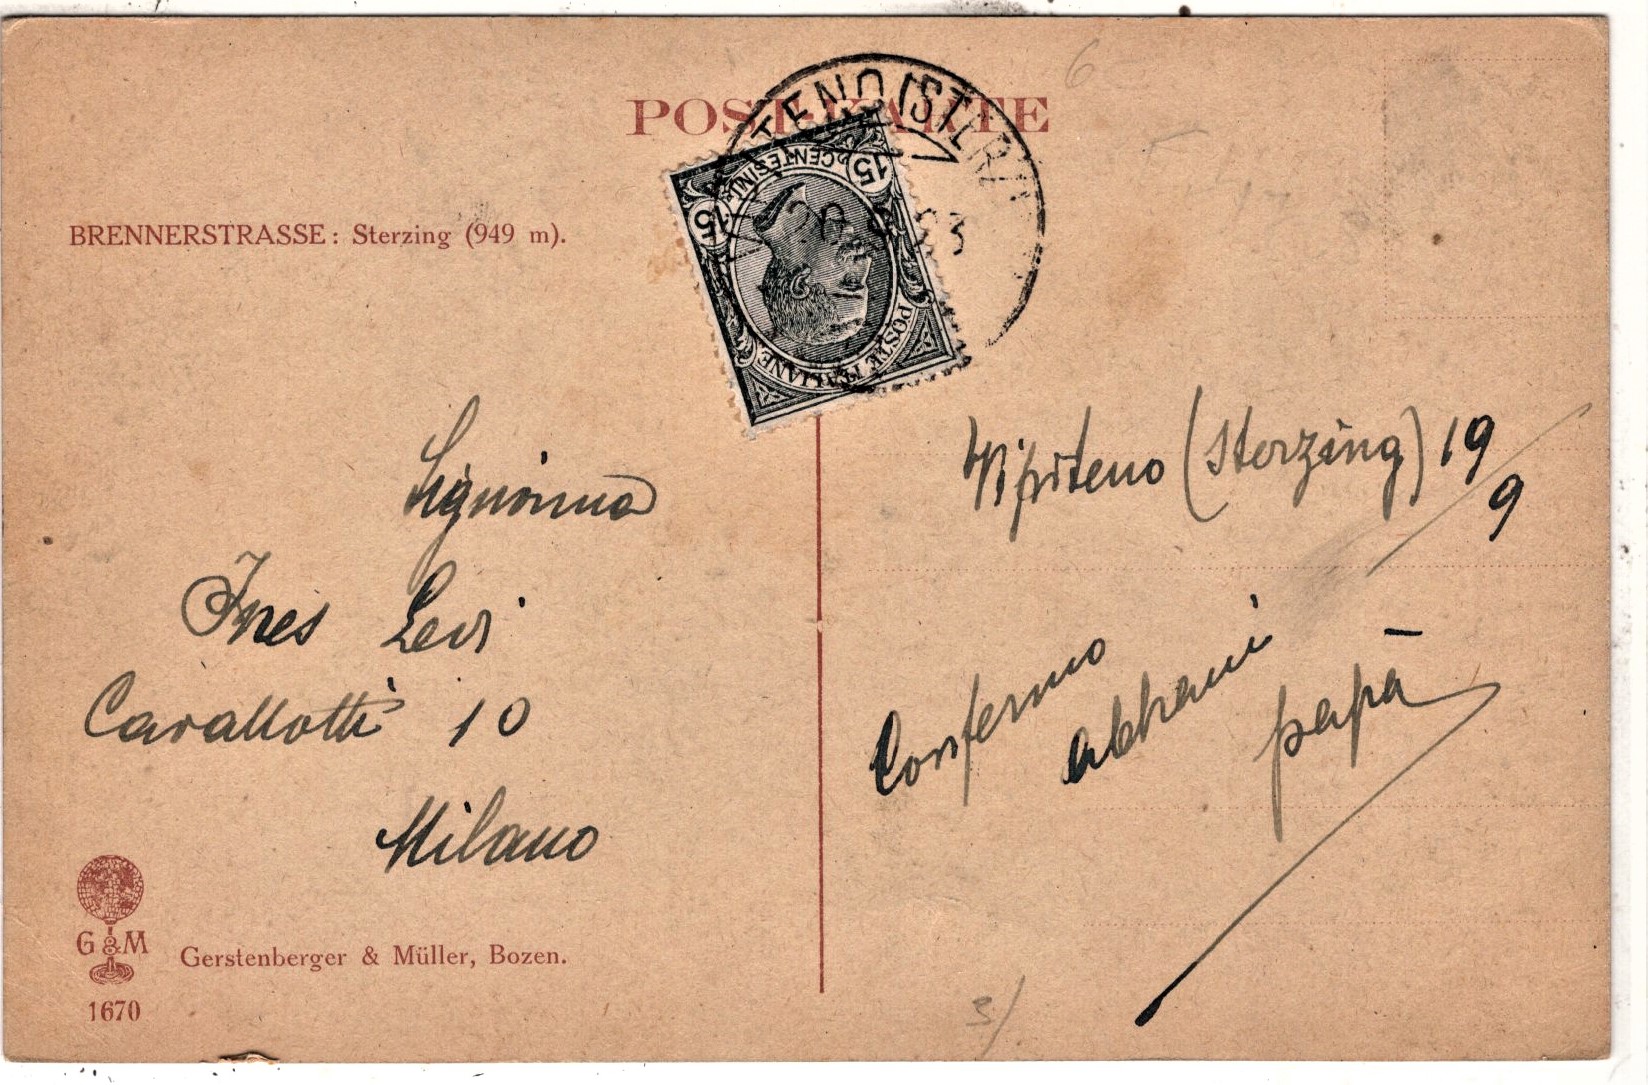 POSTKARTE
VIPITENO (STERZI
20. 9. 23
15 CENTESIMI 15
POSTE ITALIANE
BRENNERSTRASSE: Sterzing (949 m).
Signorina
Ines Levi
Cavallotti 10
Milano
Vipiteno (Sterzing) 19/9
Confermo
abbracci
papà
G & M
1670
Gerstenberger & Müller, Bozen.
6
3/